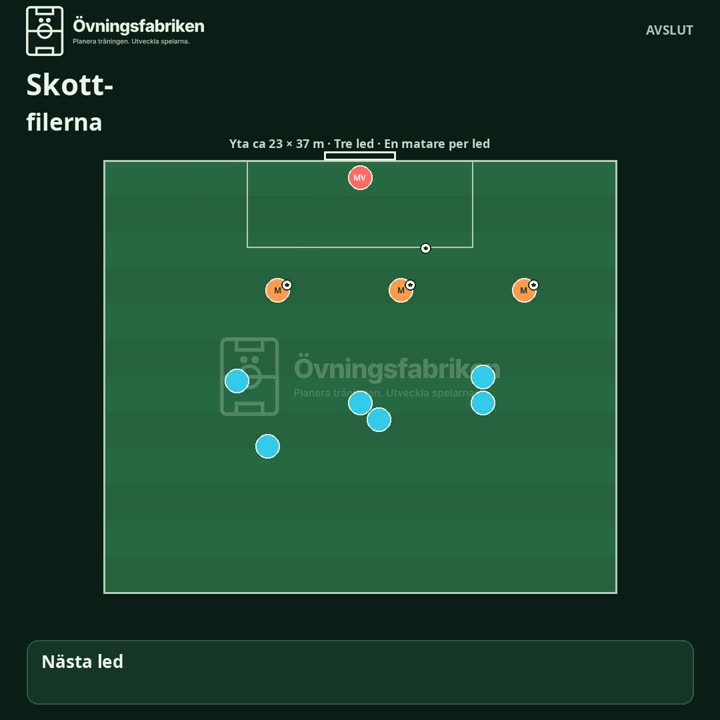 Övningsfabriken
Planera träningen. Utveckla spelarna.
AVSLUT
Skott-
filerna
Yta ca 23 × 37 m · Tre led · En matare per led
MV
M
M
M
Övningsfabriken
Planera träningen. Utveckla spelarna.
Nästa led